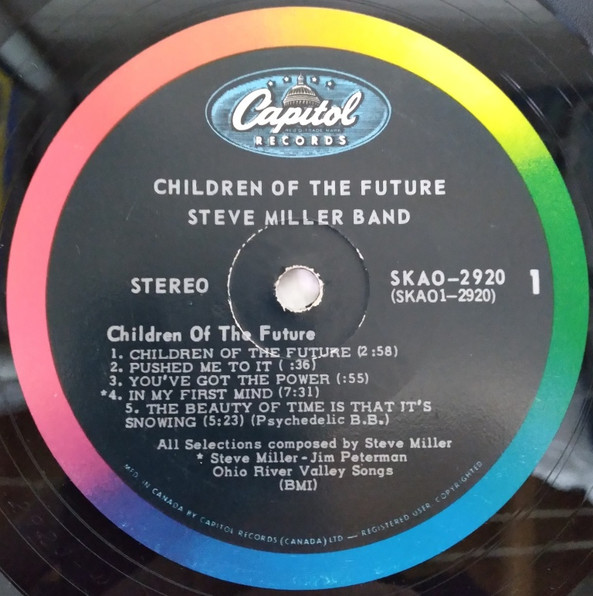 Capitol
REG'D. TRADE MARK
RECORDS
CHILDREN OF THE FUTURE
STEVE MILLER BAND
STEREO
SKAO-2920 1
(SKAO1-2920)
Children Of The Future
1. CHILDREN OF THE FUTURE (2:58)
2. PUSHED ME TO IT ( :36)
3. YOU'VE GOT THE POWER (:55)
*4. IN MY FIRST MIND (7:31)
5. THE BEAUTY OF TIME IS THAT IT'S
SNOWING (5:23) (Psychedelic B.B.)
All Selections composed by Steve Miller
* Steve Miller-Jim Peterman
Ohio River Valley Songs
(BMI)
MFD. IN CANADA BY CAPITOL RECORDS (CANADA) LTD — REGISTERED USER. COPYRIGHTED